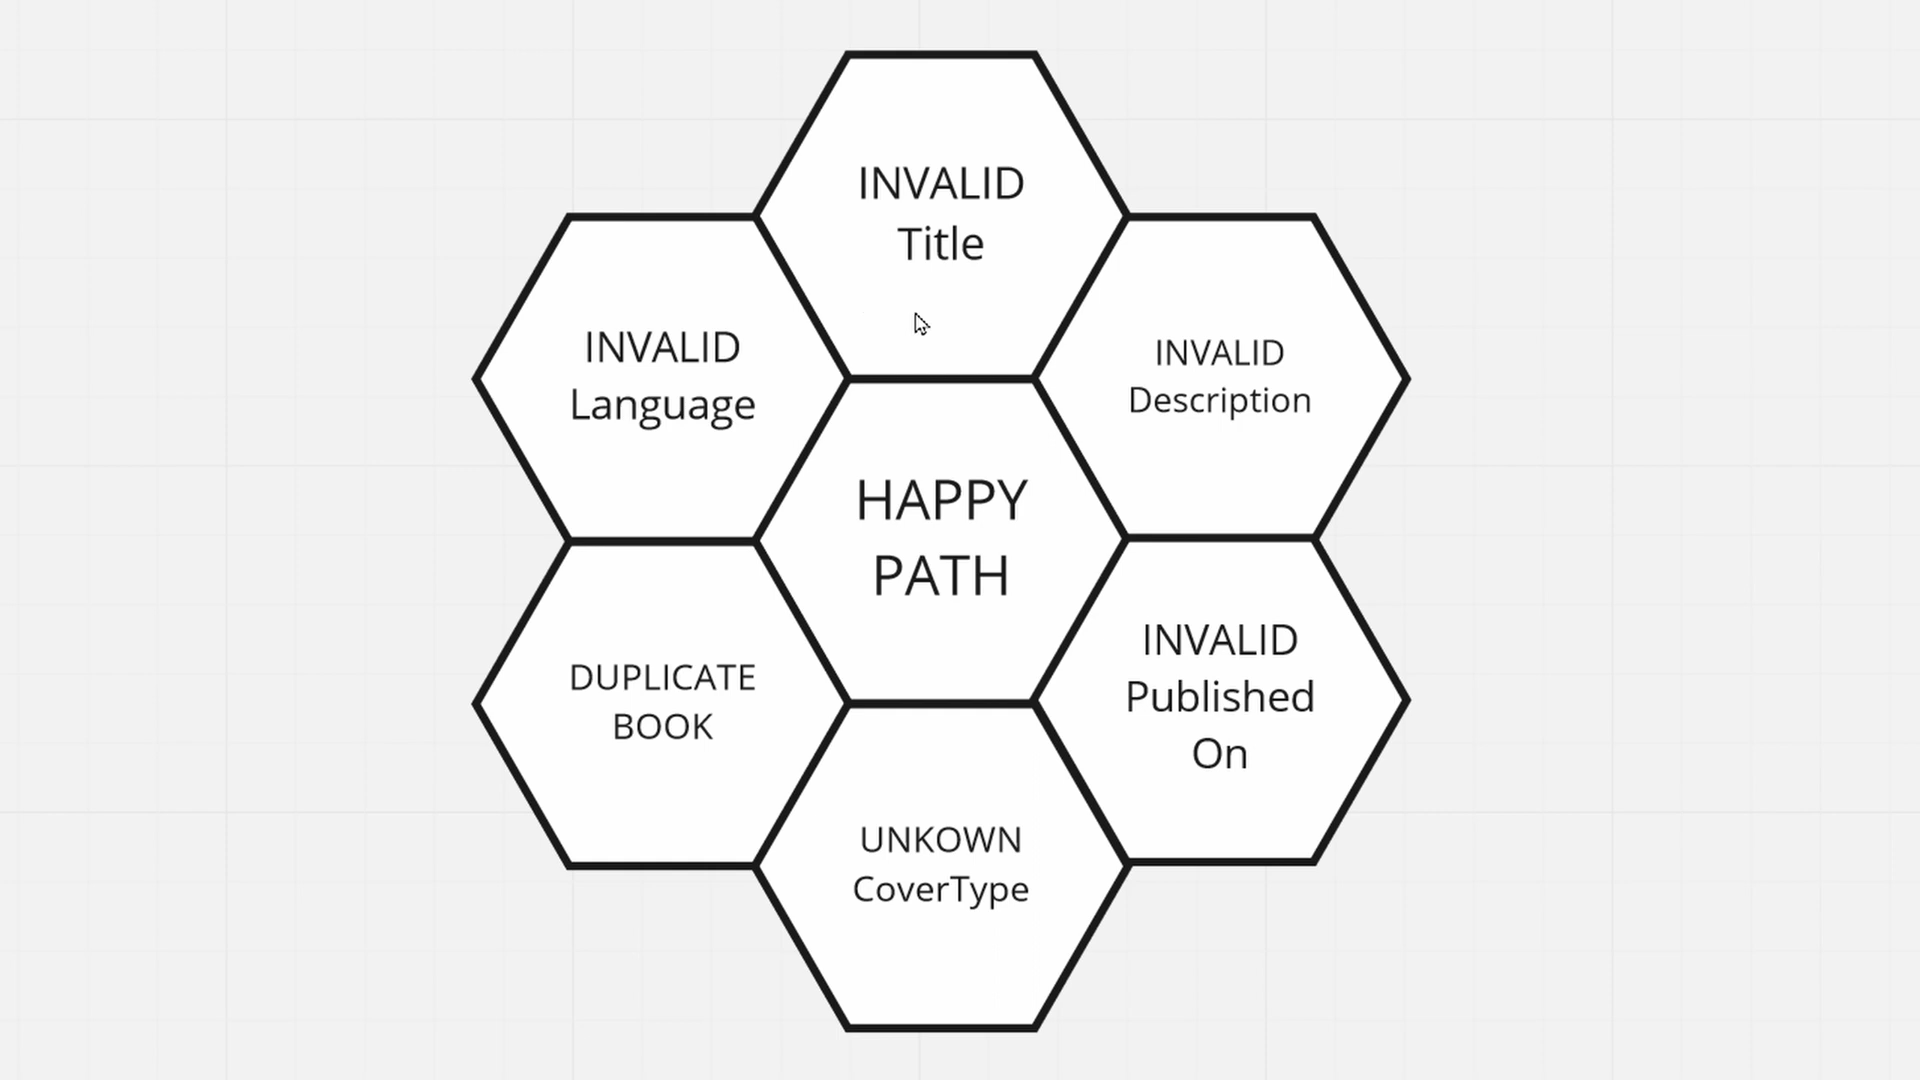 INVALID
Title
INVALID
Language
INVALID
Description
HAPPY
PATH
INVALID
Published
On
DUPLICATE
BOOK
UNKOWN
CoverType